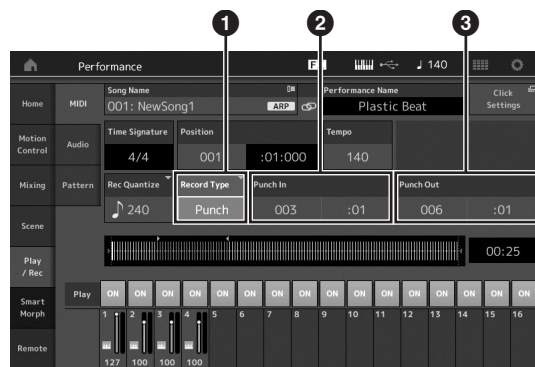 1 2 3
Performance
140
Home
MIDI
Song Name
001: NewSong1
ARP
Performance Name
Plastic Beat
Click
Settings
Motion
Control
Audio
Time Signature
Position
Tempo
4/4
001
:01:000
140
Mixing
Pattern
Rec Quantize
Record Type
Punch In
Punch Out
240
Punch
003
:01
006
:01
Scene
Play
/ Rec
00:25
Smart
Morph
Play
ON ON ON ON ON ON ON ON ON ON ON ON ON ON ON ON
1 2 3 4 5 6 7 8 9 10 11 12 13 14 15 16
Remote
127 100 100 100